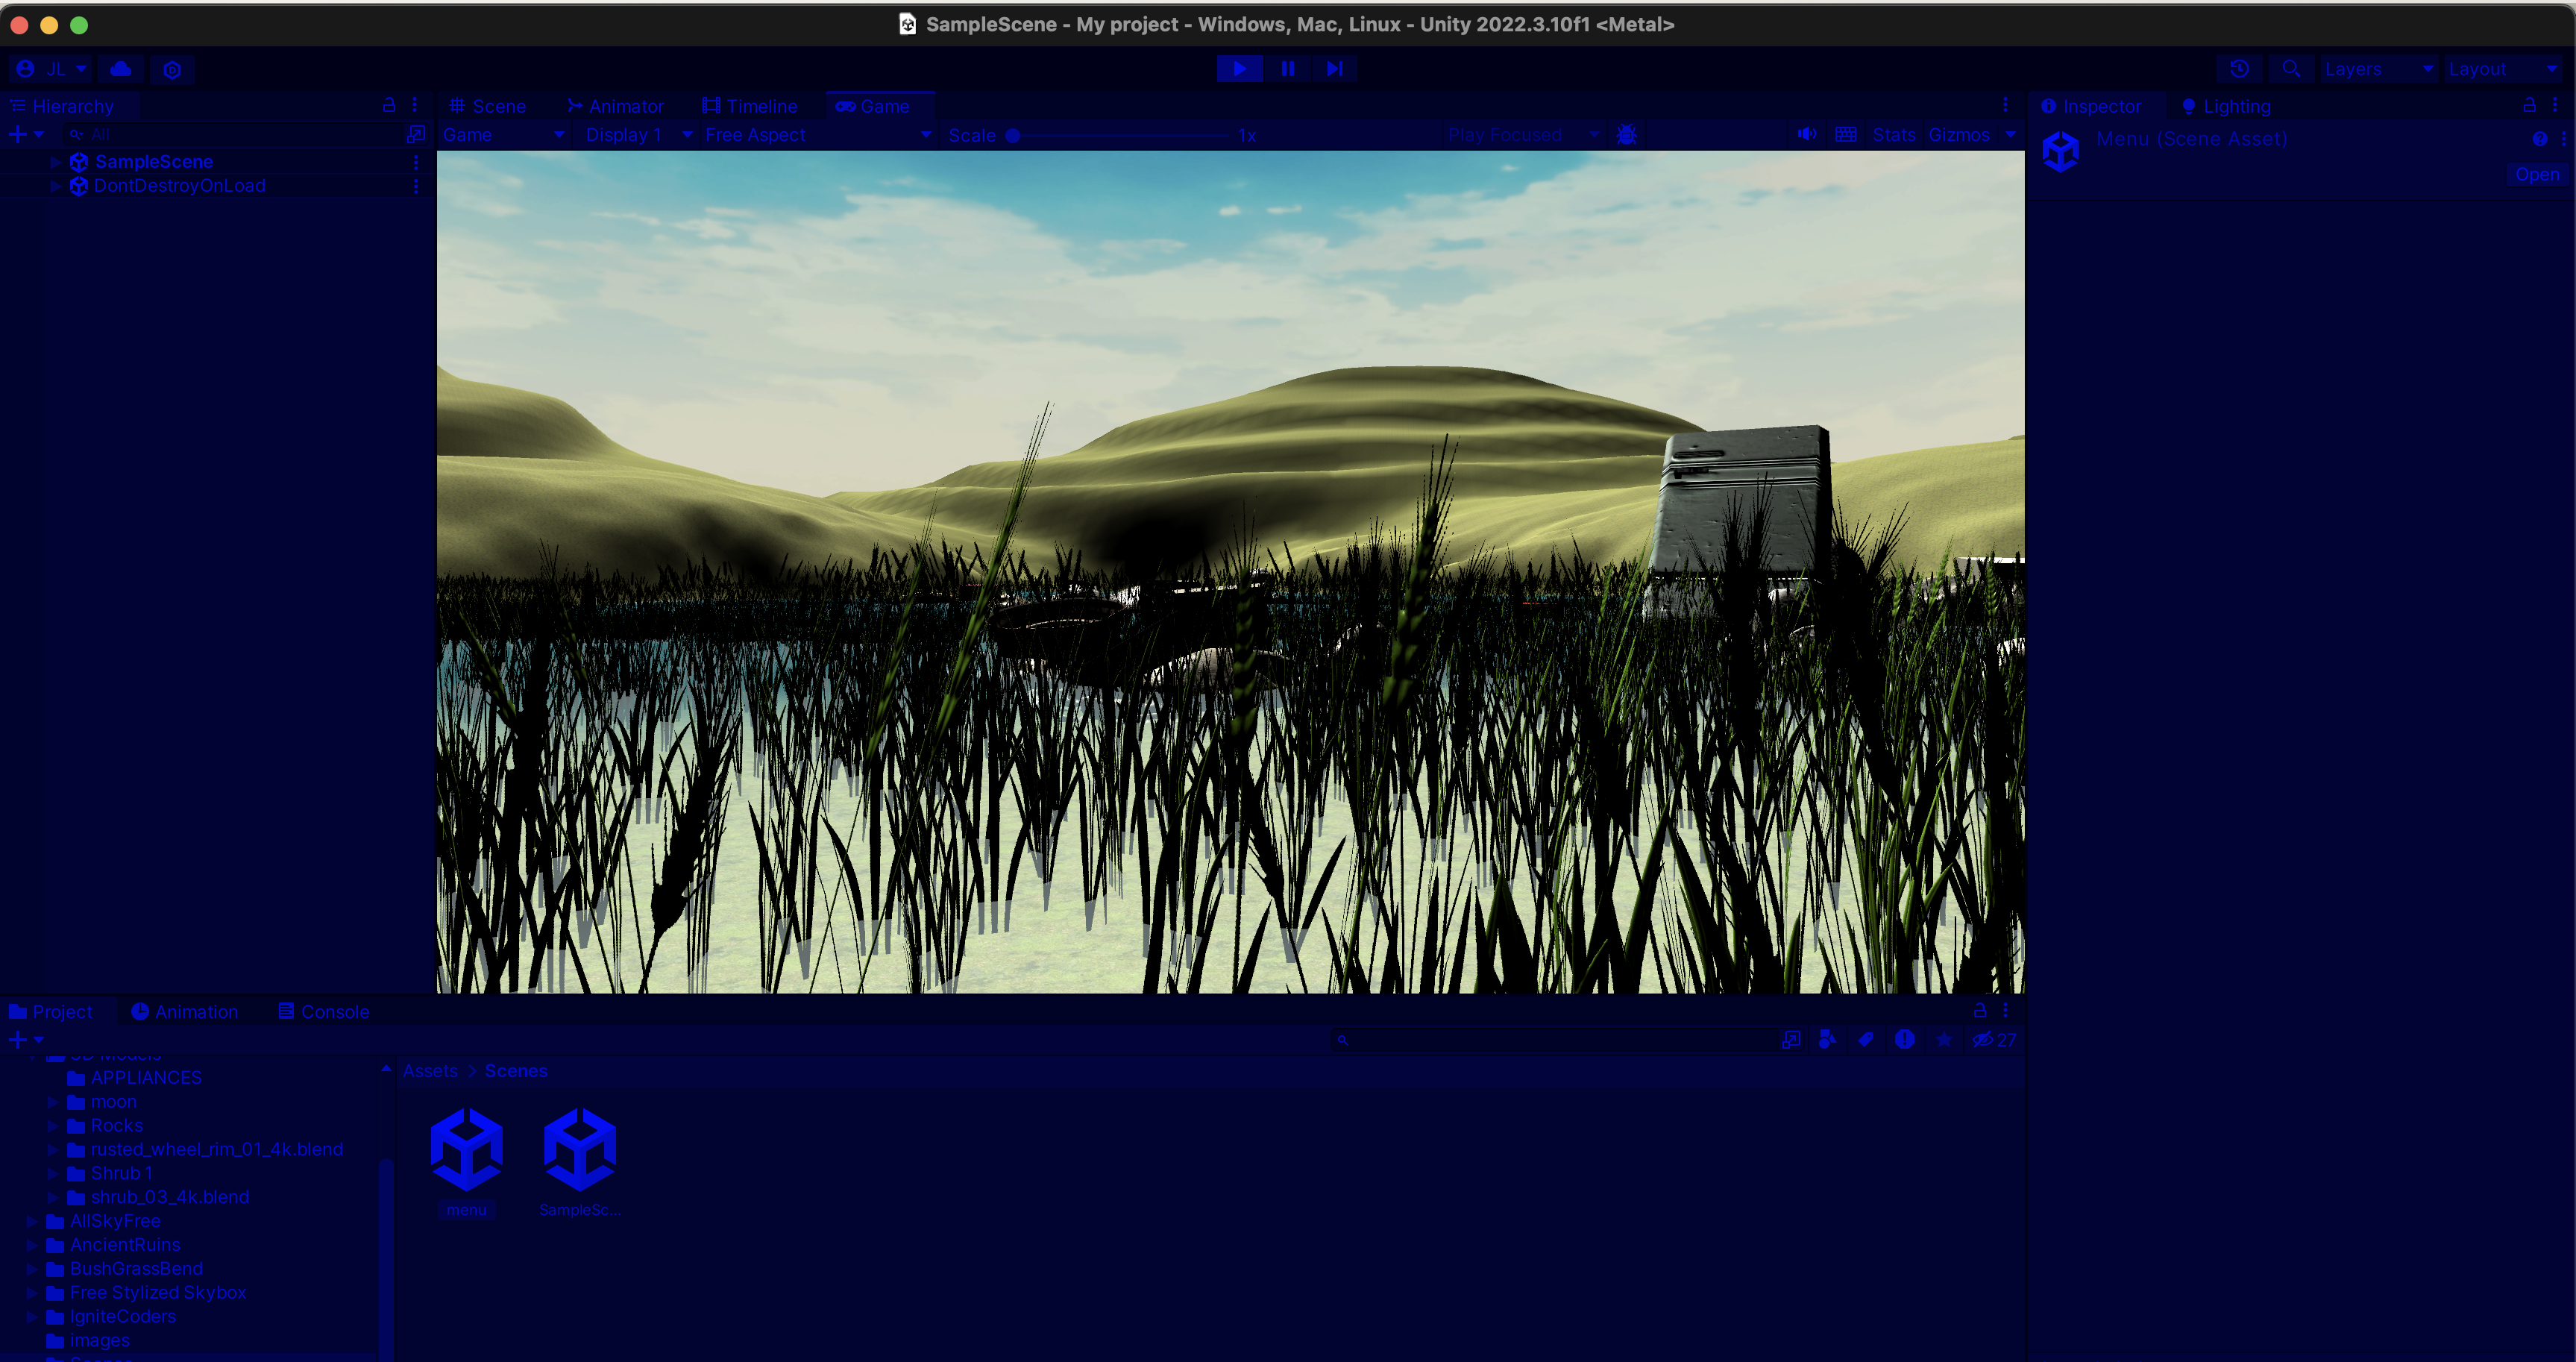 SampleScene - My project - Windows, Mac, Linux - Unity 2022.3.10f1 <Metal>
JL
Layers
Layout
Hierarchy
Scene
Animator
Timeline
Game
Inspector
Lighting
All
Game
Display 1
Free Aspect
Scale
1x
Play Focused
Stats
Gizmos
Menu (Scene Asset)
Open
SampleScene
DontDestroyOnLoad
Project
Animation
Console
27
3D Models
APPLIANCES
moon
Rocks
rusted_wheel_rim_01_4k.blend
Shrub 1
shrub_03_4k.blend
AllSkyFree
AncientRuins
BushGrassBend
Free Stylized Skybox
IgniteCoders
images
Scenes
Assets > Scenes
menu
SampleSc...